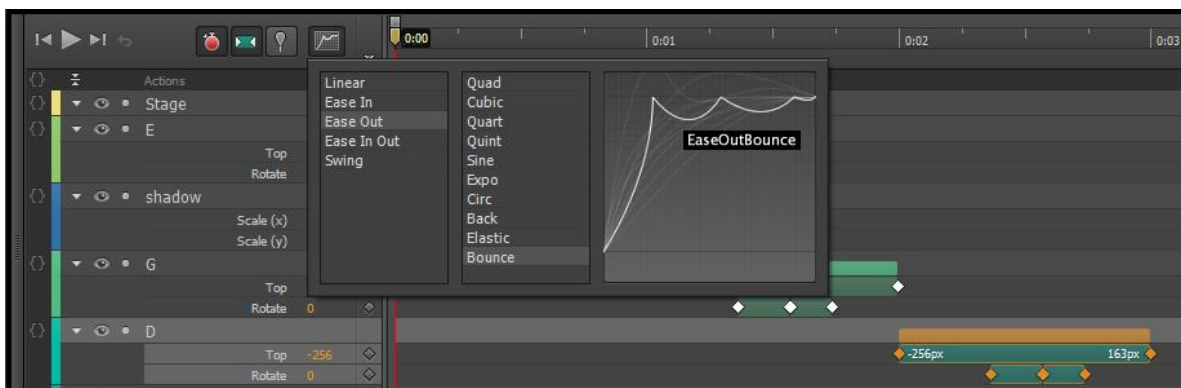 0:00 0:01 0:02 0:03
Actions
Stage
E
Top
Rotate
shadow
Scale (x)
Scale (y)
G
Top
Rotate 0
D
Top -256
Rotate 0
Linear
Ease In
Ease Out
Ease In Out
Swing
Quad
Cubic
Quart
Quint
Sine
Expo
Circ
Back
Elastic
Bounce
EaseOutBounce
-256px 163px